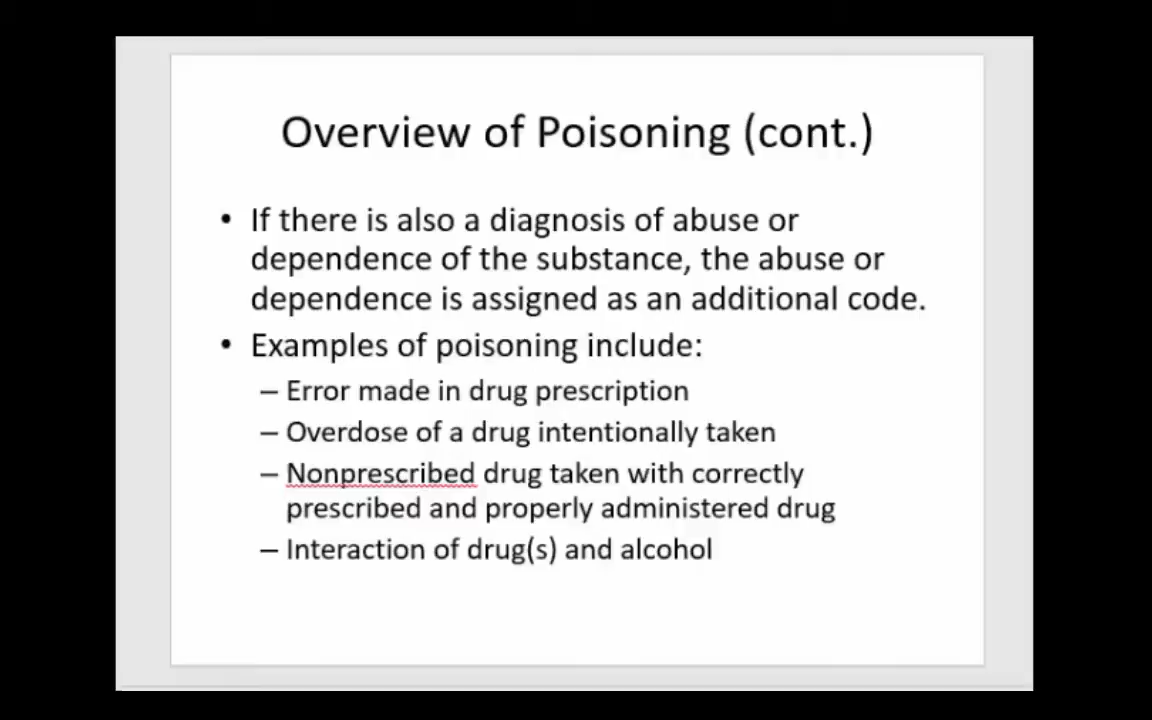 Overview of Poisoning (cont.)
• If there is also a diagnosis of abuse or
dependence of the substance, the abuse or
dependence is assigned as an additional code.
• Examples of poisoning include:
– Error made in drug prescription
– Overdose of a drug intentionally taken
– Nonprescribed drug taken with correctly
prescribed and properly administered drug
– Interaction of drug(s) and alcohol